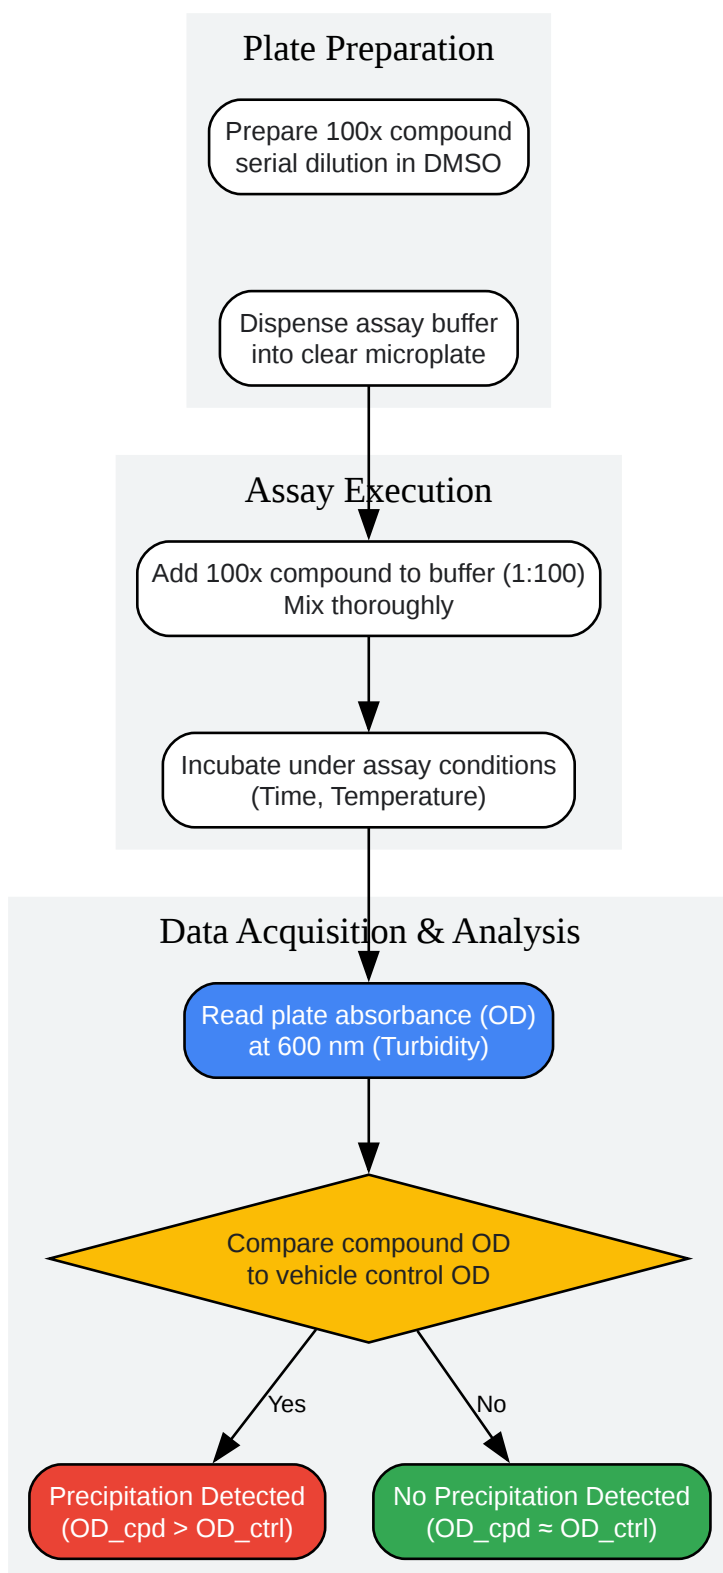 Plate Preparation
Prepare 100x compound
serial dilution in DMSO
Dispense assay buffer
into clear microplate
Assay Execution
Add 100x compound to buffer (1:100)
Mix thoroughly
Incubate under assay conditions
(Time, Temperature)
Data Acquisition & Analysis
Read plate absorbance (OD)
at 600 nm (Turbidity)
Compare compound OD
to vehicle control OD
Yes
No
Precipitation Detected
(OD_cpd > OD_ctrl)
No Precipitation Detected
(OD_cpd ≈ OD_ctrl)